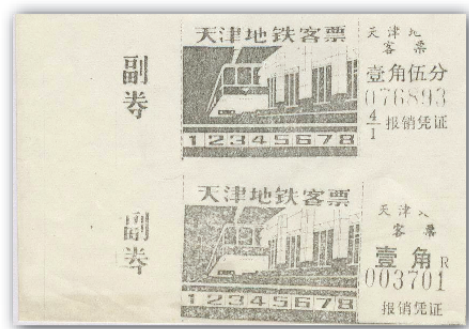 副券
天津地铁客票
12345678
天津地
客票
壹角伍分
076893
4/1 报销凭证
副券
天津地铁客票
12345678
天津
客票
壹角R
003701
报销凭证